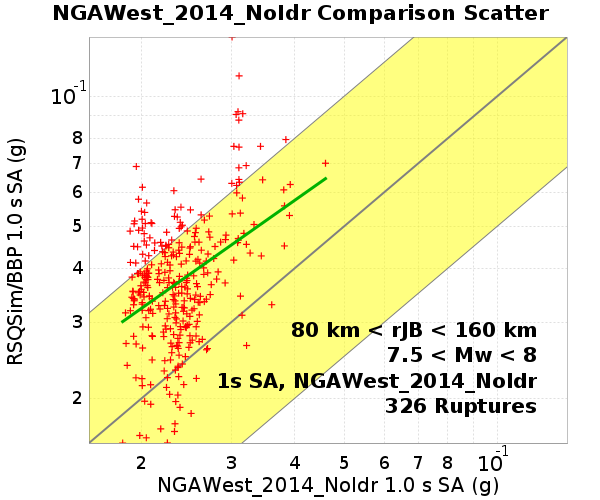 NGAWest_2014_NoIdr Comparison Scatter
RSQSim/BBP 1.0 s SA (g)
10^-1
8
7
6
5
4
3
2
80 km < rJB < 160 km
7.5 < Mw < 8
1s SA, NGAWest_2014_NoIdr
326 Ruptures
2 3 4 5 6 7 8 10^-1
NGAWest_2014_NoIdr 1.0 s SA (g)